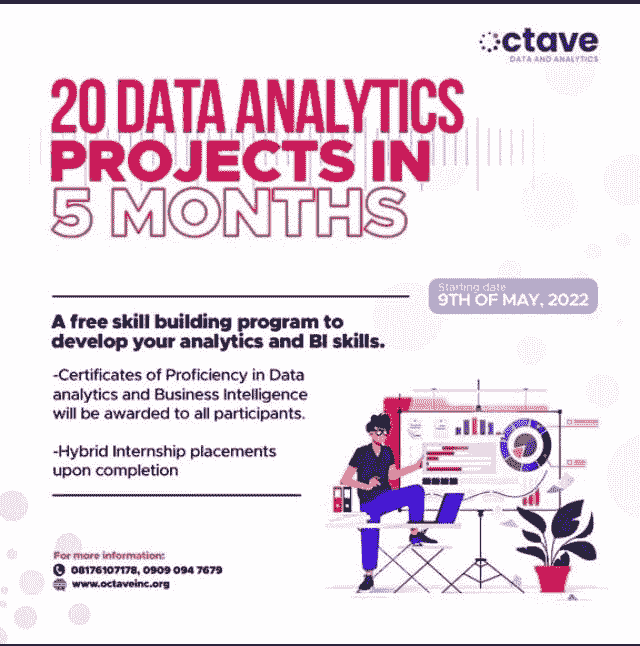 octave
DATA AND ANALYTICS
20 DATA ANALYTICS
PROJECTS IN
5 MONTHS
Starting date
9TH OF MAY, 2022
A free skill building program to
develop your analytics and BI skills.
-Certificates of Proficiency in Data
analytics and Business Intelligence
will be awarded to all participants.
-Hybrid Internship placements
upon completion
For more information:
08176107178, 0909 094 7679
www.octaveinc.org